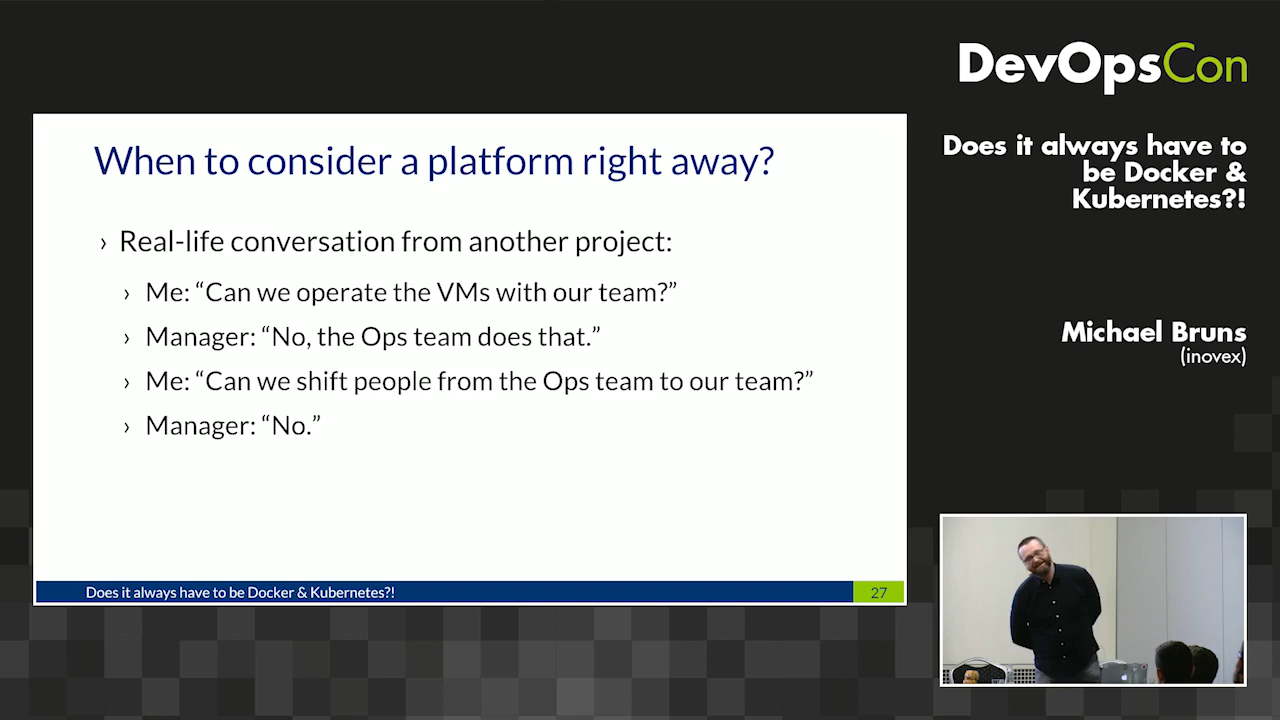 DevOpsCon
Does it always have to
be Docker &
Kubernetes?!
Michael Bruns
(inovex)
When to consider a platform right away?
› Real-life conversation from another project:
› Me: “Can we operate the VMs with our team?”
› Manager: “No, the Ops team does that.”
› Me: “Can we shift people from the Ops team to our team?”
› Manager: “No.”
Does it always have to be Docker & Kubernetes?!
27